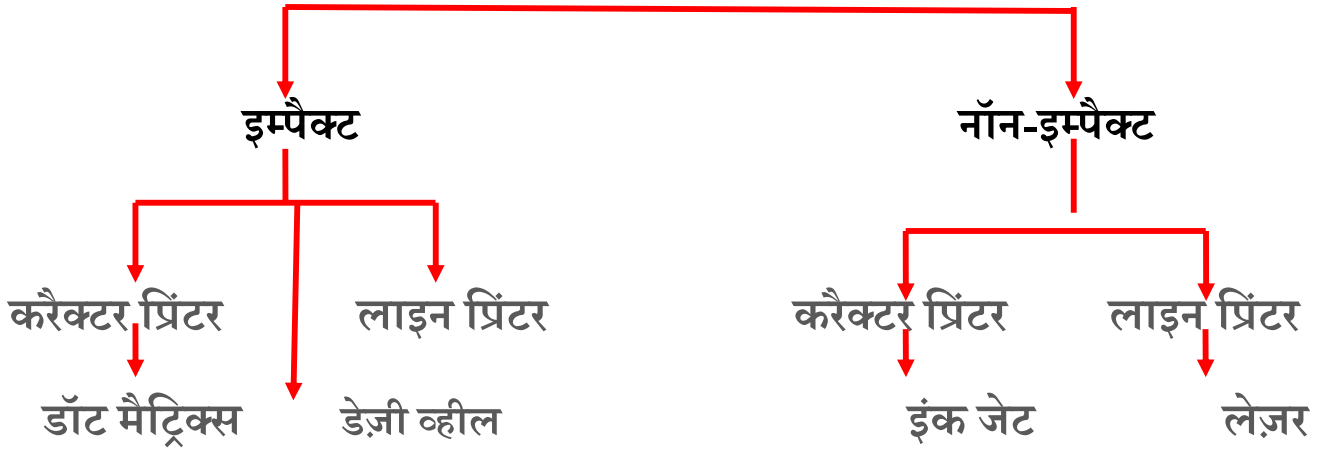 इम्पैक्ट नॉन-इम्पैक्ट
करैक्टर प्रिंटर लाइन प्रिंटर करैक्टर प्रिंटर लाइन प्रिंटर
डॉट मैट्रिक्स डेज़ी व्हील इंक जेट लेज़र